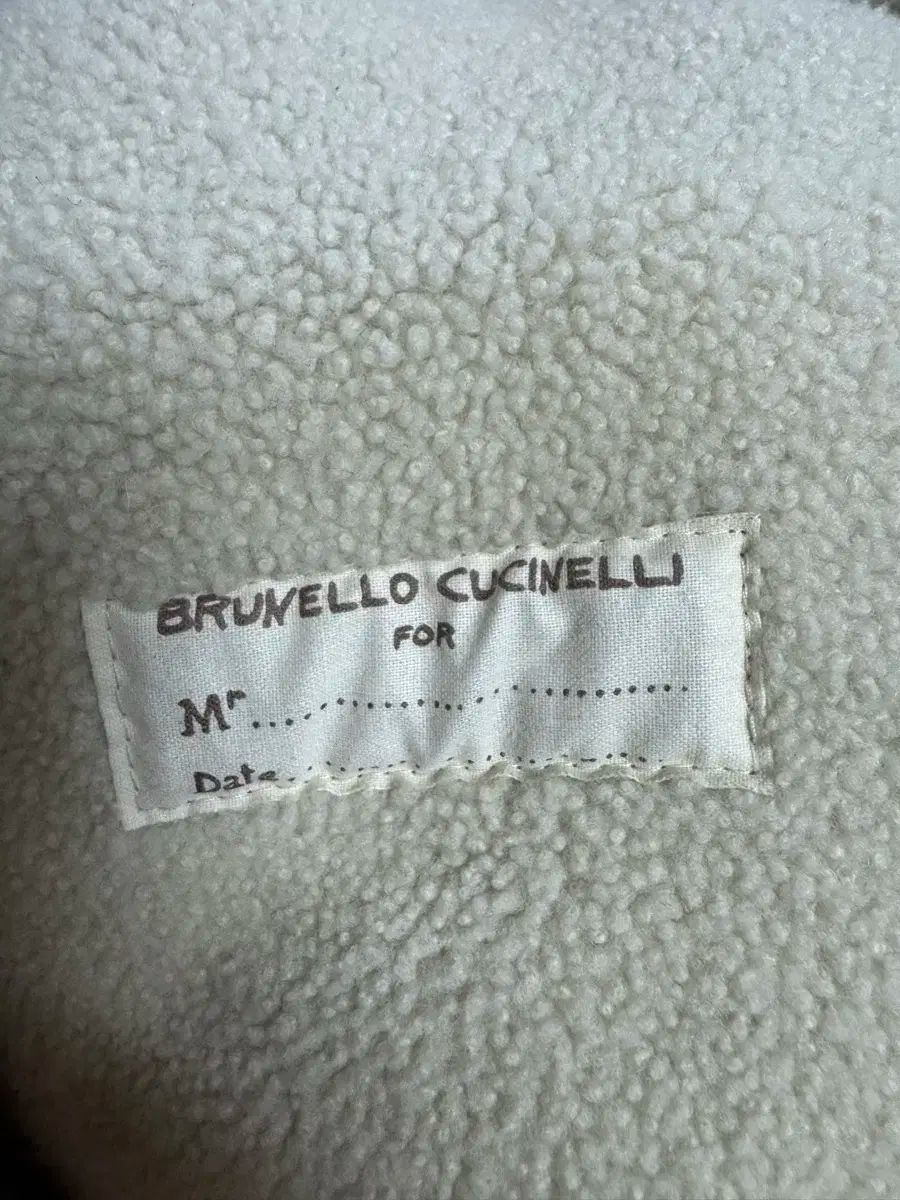 BRUNELLO CUCINELLI
FOR
Mr..............................
Date..............................